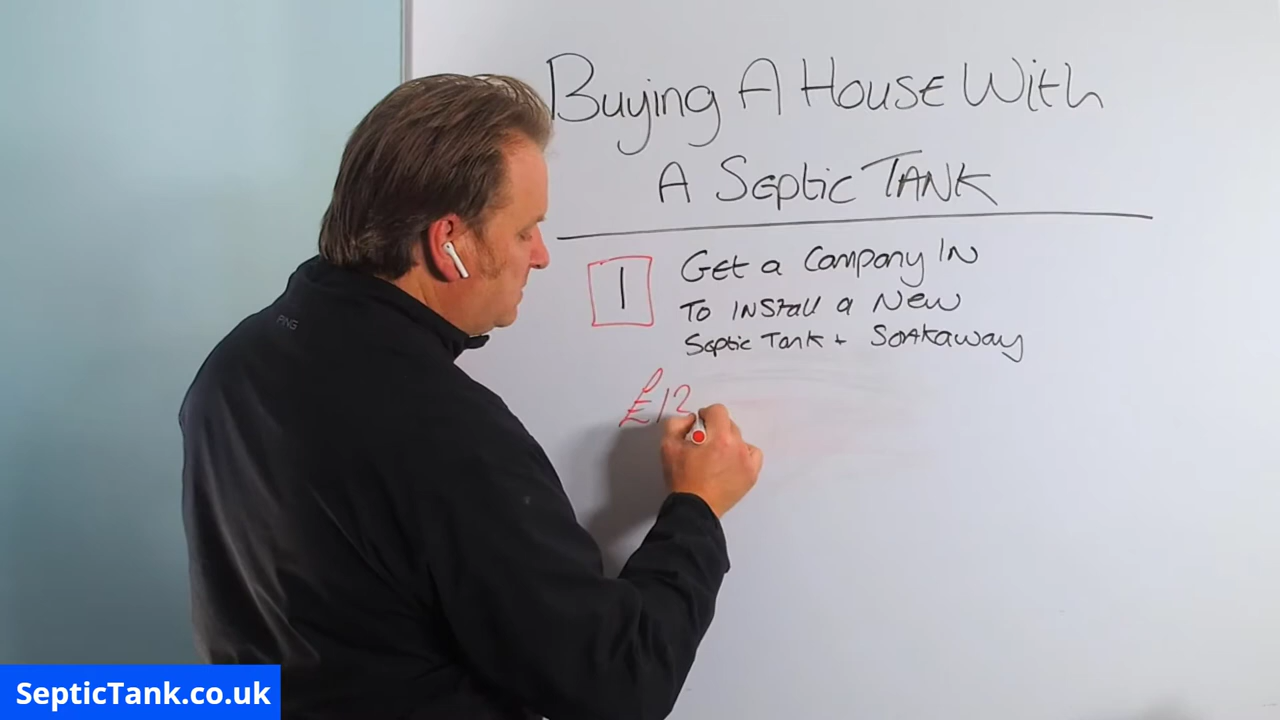 Buying A House With
A Septic TANK
1 Get a Company IN
To INStall a New
Septic Tank + SoAkaway
£12
PING
SepticTank.co.uk